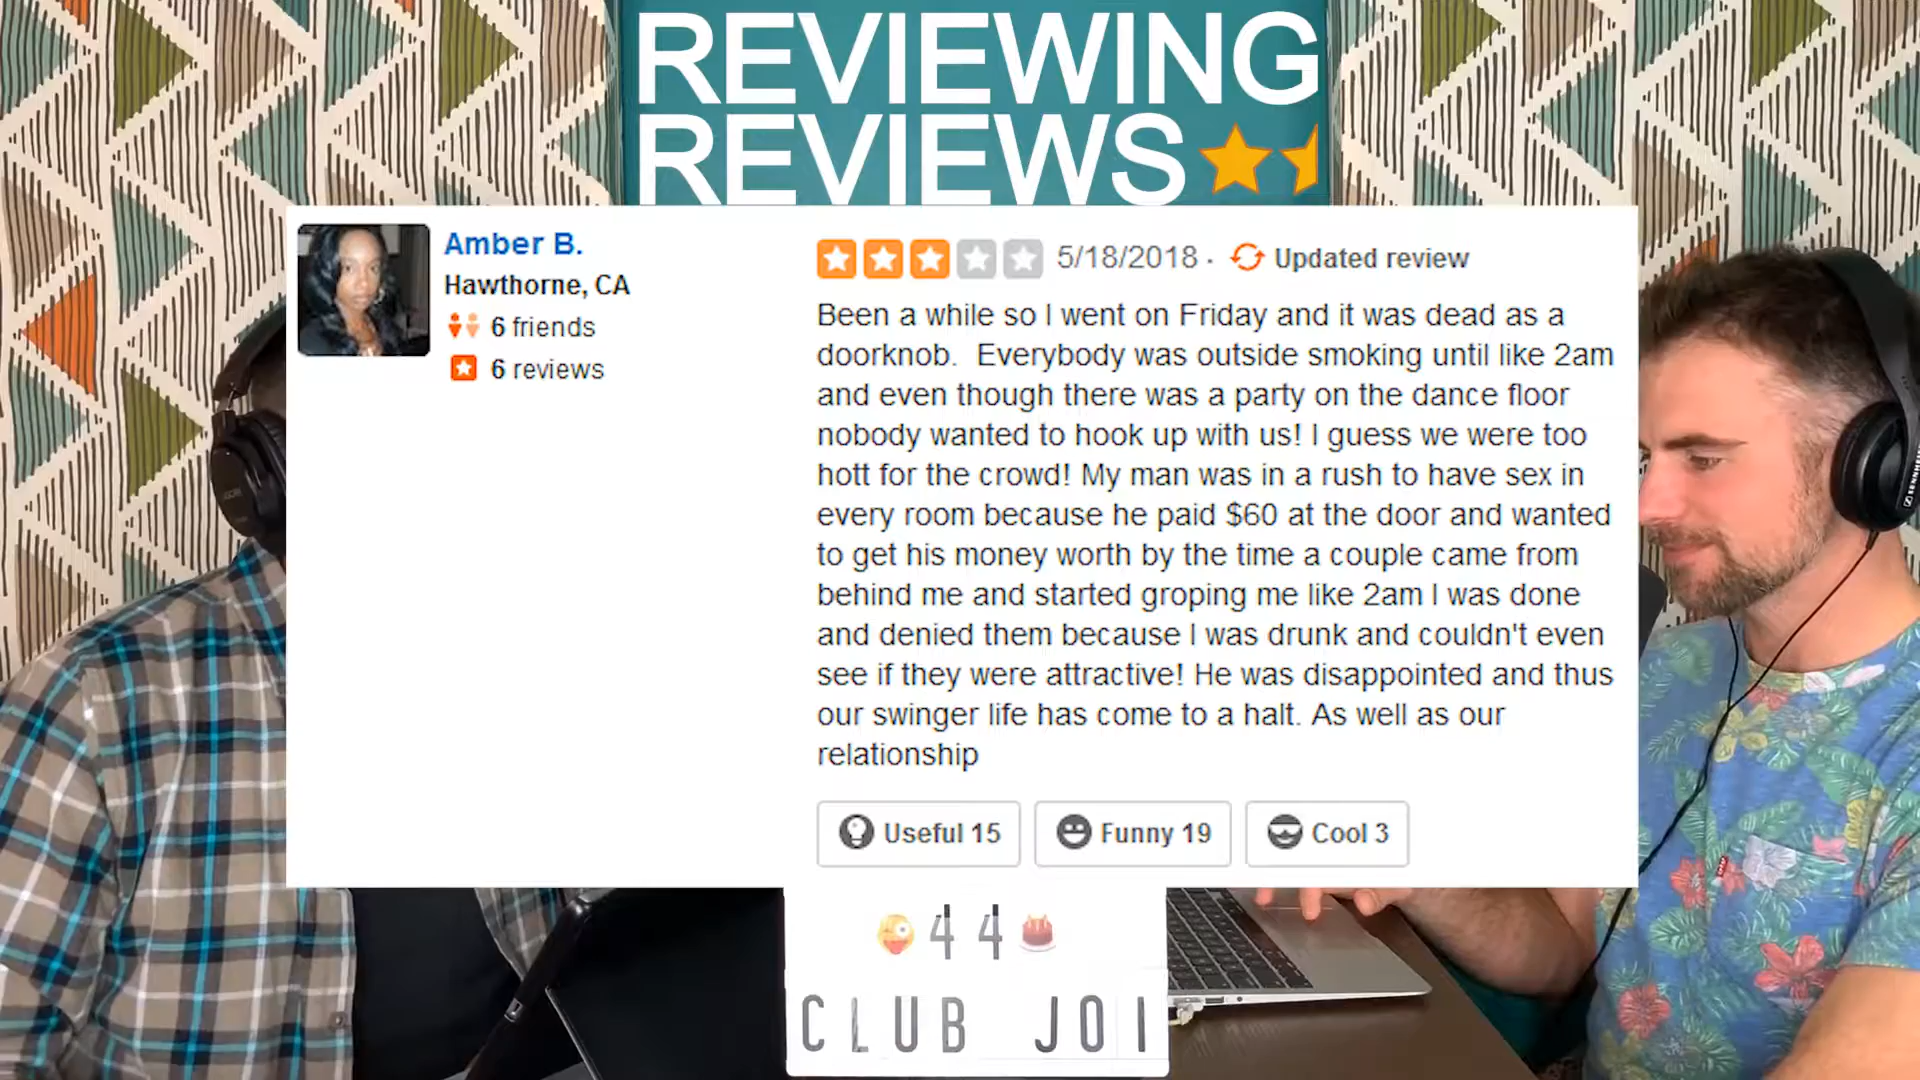 REVIEWING
REVIEWS
Amber B.
Hawthorne, CA
6 friends
6 reviews
5/18/2018 · Updated review
Been a while so I went on Friday and it was dead as a
doorknob.  Everybody was outside smoking until like 2am
and even though there was a party on the dance floor
nobody wanted to hook up with us! I guess we were too
hott for the crowd! My man was in a rush to have sex in
every room because he paid $60 at the door and wanted
to get his money worth by the time a couple came from
behind me and started groping me like 2am I was done
and denied them because I was drunk and couldn't even
see if they were attractive! He was disappointed and thus
our swinger life has come to a halt. As well as our
relationship
Useful 15
Funny 19
Cool 3
44
CLUB JOI